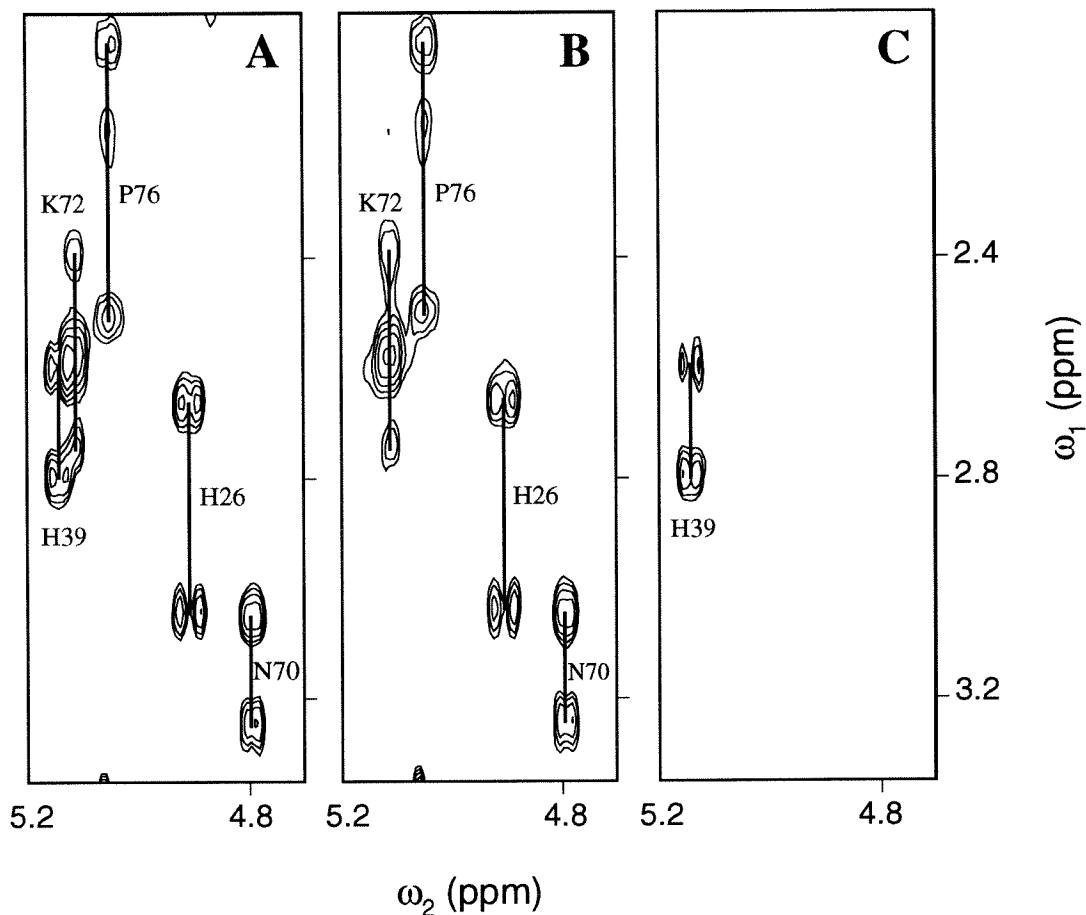 A
B
C
K72
P76
K72
P76
2.4
H26
H26
H39
2.8
H39
N70
N70
3.2
5.2
4.8
5.2
4.8
5.2
4.8
ω1 (ppm)
ω2 (ppm)